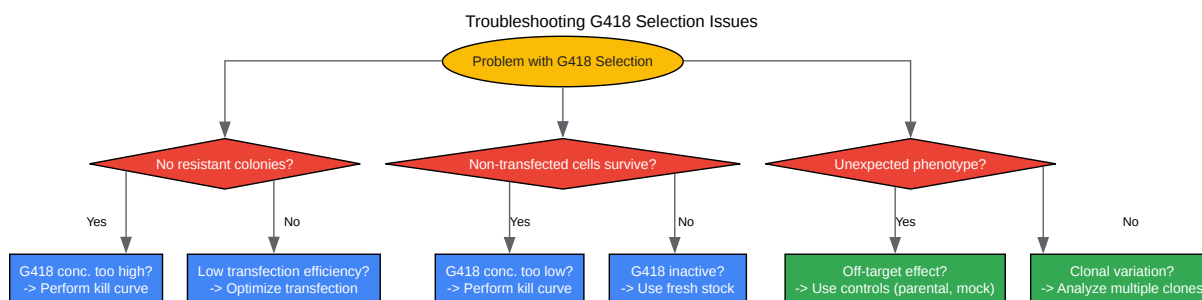 Troubleshooting G418 Selection Issues
Problem with G418 Selection
No resistant colonies?
Non-transfected cells survive?
Unexpected phenotype?
Yes
No
Yes
No
Yes
No
G418 conc. too high?
-> Perform kill curve
Low transfection efficiency?
-> Optimize transfection
G418 conc. too low?
-> Perform kill curve
G418 inactive?
-> Use fresh stock
Off-target effect?
-> Use controls (parental, mock)
Clonal variation?
-> Analyze multiple clones